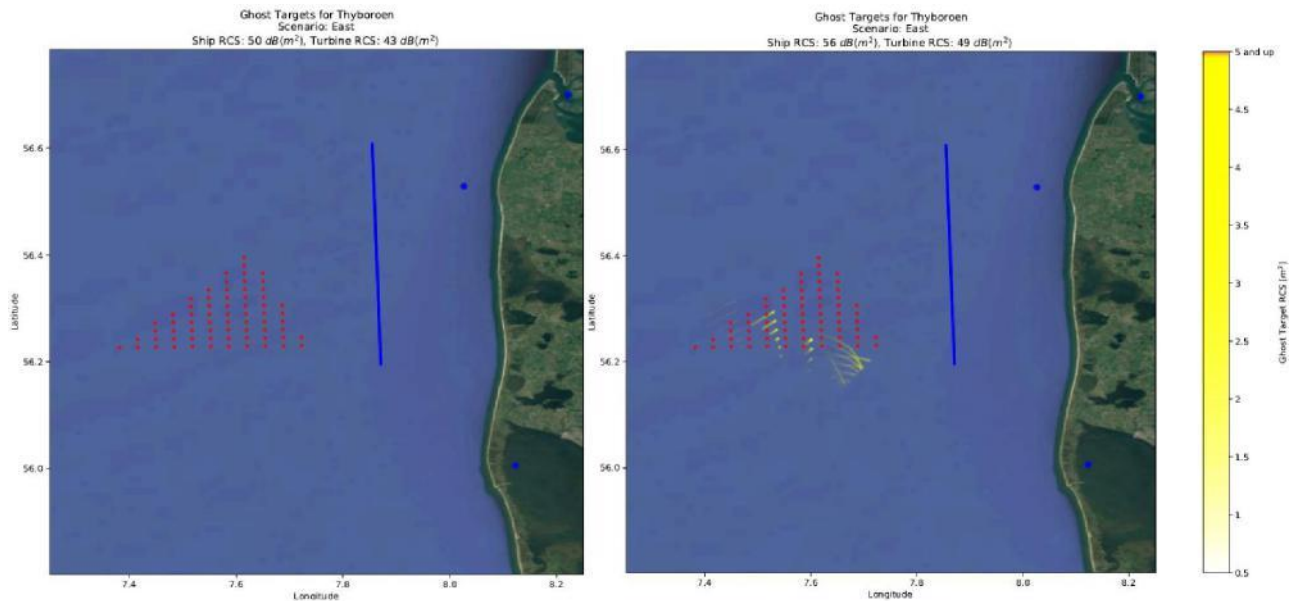 Ghost Targets for Thyboroen
Scenario: East
Ship RCS: 50 dB(m²), Turbine RCS: 43 dB(m²)
56.6
56.4
56.2
56.0
Latitude
7.4
7.6
7.8
8.0
8.2
Longitude
Ghost Targets for Thyboroen
Scenario: East
Ship RCS: 56 dB(m²), Turbine RCS: 49 dB(m²)
56.6
56.4
56.2
56.0
Latitude
7.4
7.6
7.8
8.0
8.2
Longitude
5 and up
4.5
4
3.5
3
2.5
2
1.5
1
0.5
Ghost Target RCS [m²]